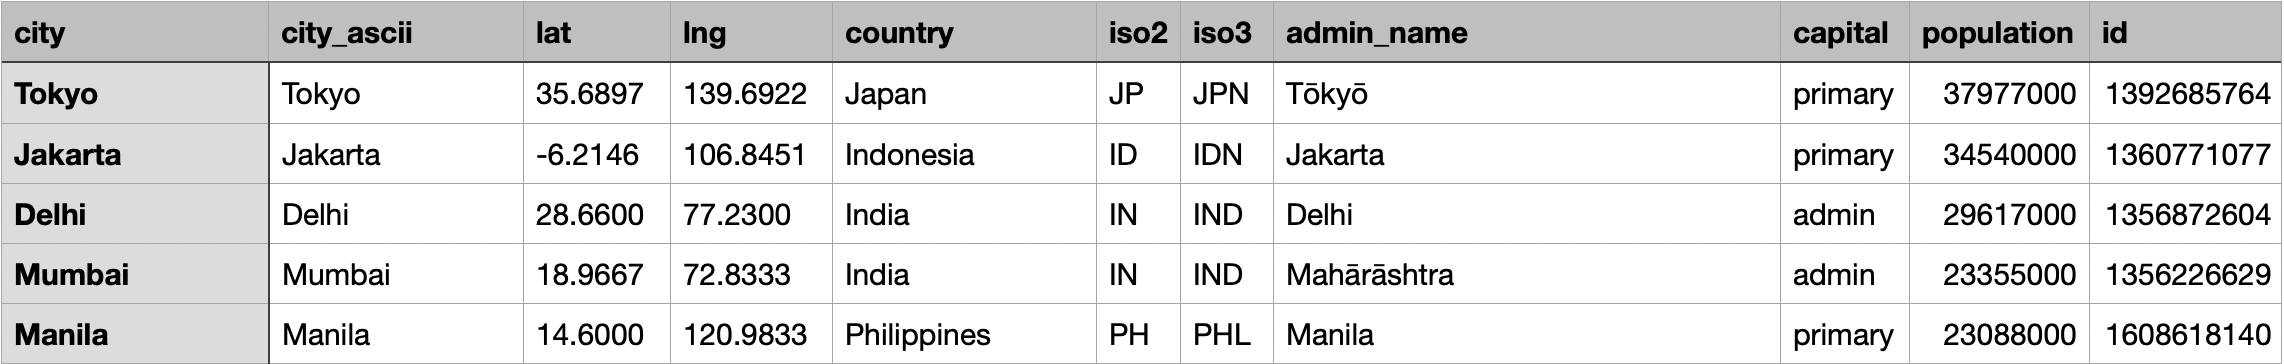 city city_ascii lat lng country iso2 iso3 admin_name capital population id
Tokyo Tokyo 35.6897 139.6922 Japan JP JPN Tōkyō primary 37977000 1392685764
Jakarta Jakarta -6.2146 106.8451 Indonesia ID IDN Jakarta primary 34540000 1360771077
Delhi Delhi 28.6600 77.2300 India IN IND Delhi admin 29617000 1356872604
Mumbai Mumbai 18.9667 72.8333 India IN IND Mahārāshtra admin 23355000 1356226629
Manila Manila 14.6000 120.9833 Philippines PH PHL Manila primary 23088000 1608618140